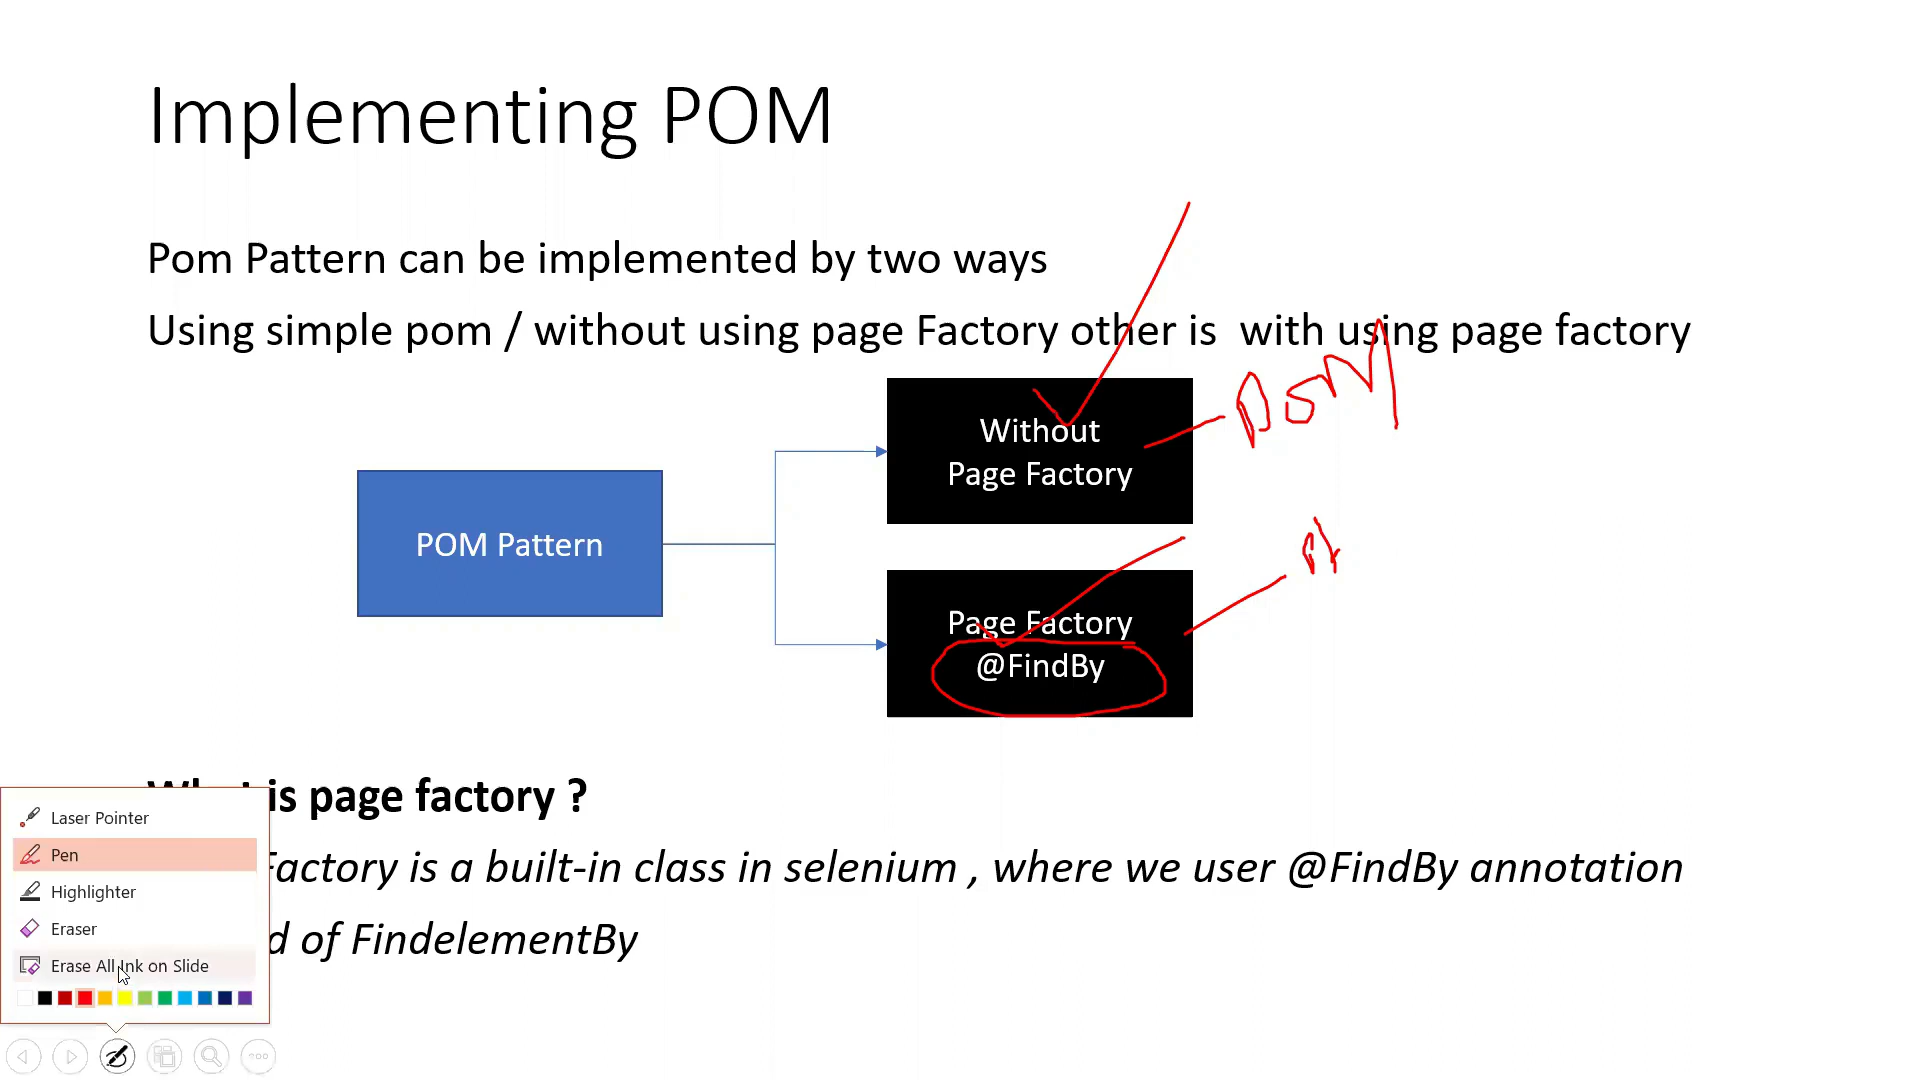 Implementing POM
Pom Pattern can be implemented by two ways
Using simple pom / without using page Factory other is with using page factory
POM Pattern
Without
Page Factory
POM
Page Factory
@FindBy
is page factory ?
Factory is a built-in class in selenium , where we user @FindBy annotation
of FindelementBy
Laser Pointer
Pen
Highlighter
Eraser
Erase All Ink on Slide